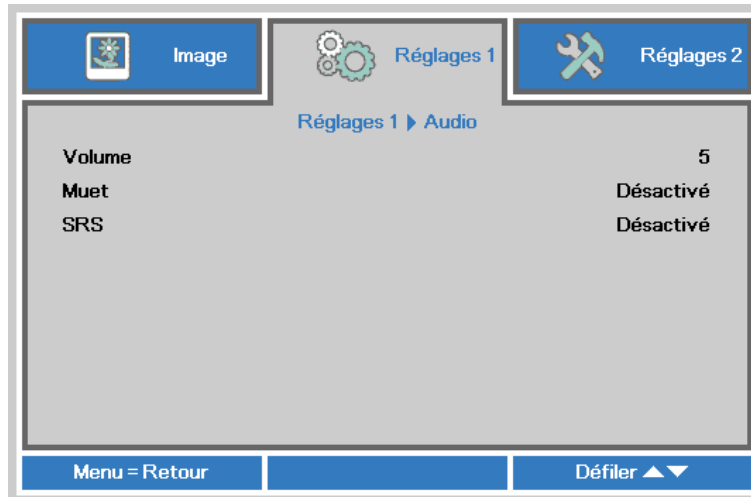 Image
Réglages 1
Réglages 2
Réglages 1 ▶ Audio
Volume 5
Muet Désactivé
SRS Désactivé
Menu = Retour
Défiler ▲▼